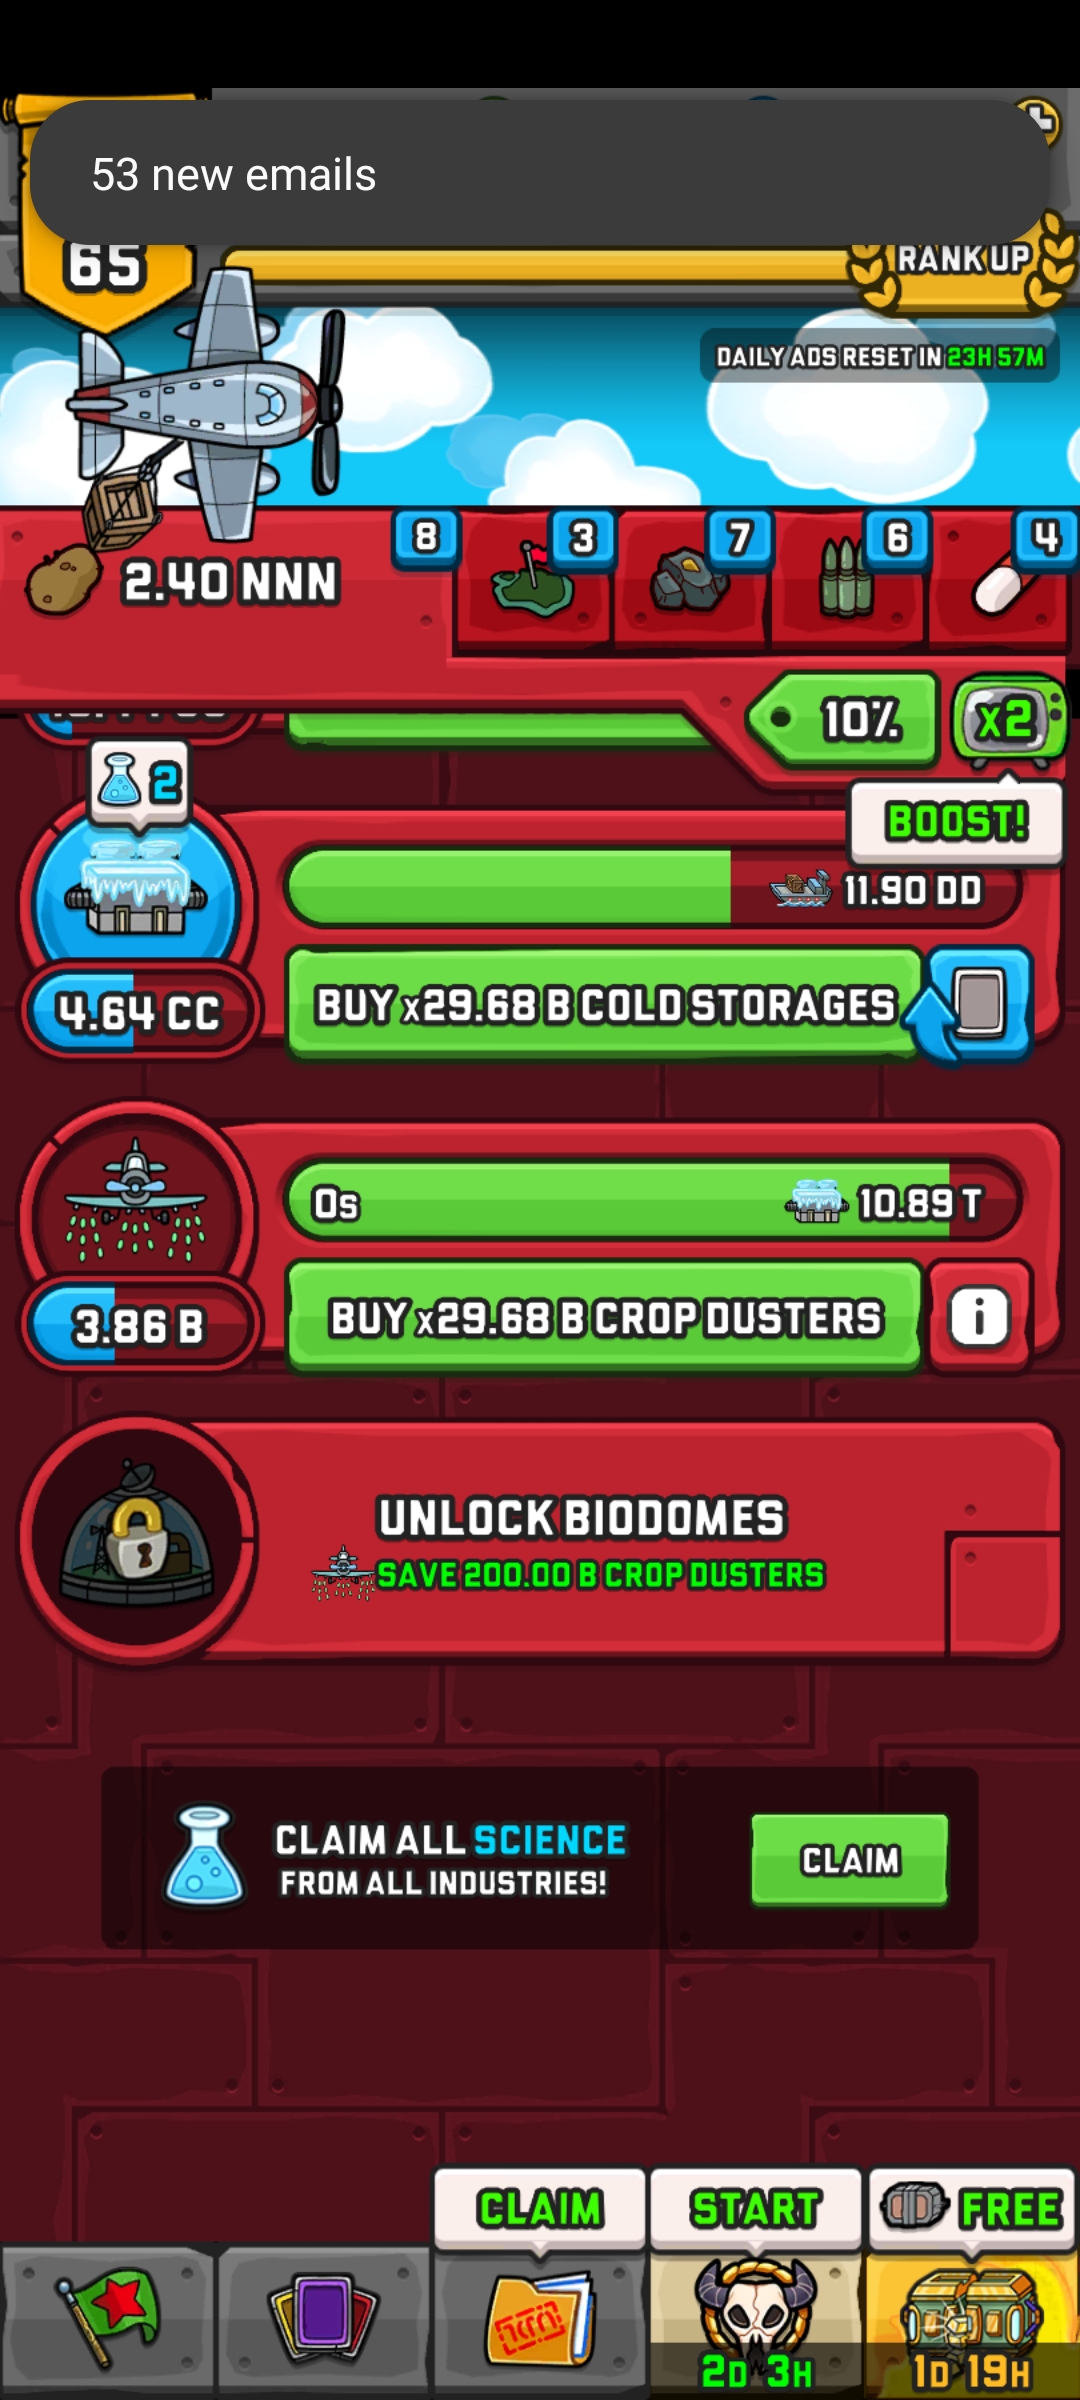 53 new emails
65
RANK UP
DAILY ADS RESET IN 23H 57M
8
3
7
6
4
2.40 NNN
10%
x2
2
BOOST!
11.90 DD
4.64 CC
BUY x29.68 B COLD STORAGES
0s
10.89 T
3.86 B
BUY x29.68 B CROP DUSTERS
i
UNLOCK BIODOMES
SAVE 200.00 B CROP DUSTERS
CLAIM ALL SCIENCE
FROM ALL INDUSTRIES!
CLAIM
CLAIM
START
FREE
2D 3H
1D 19H